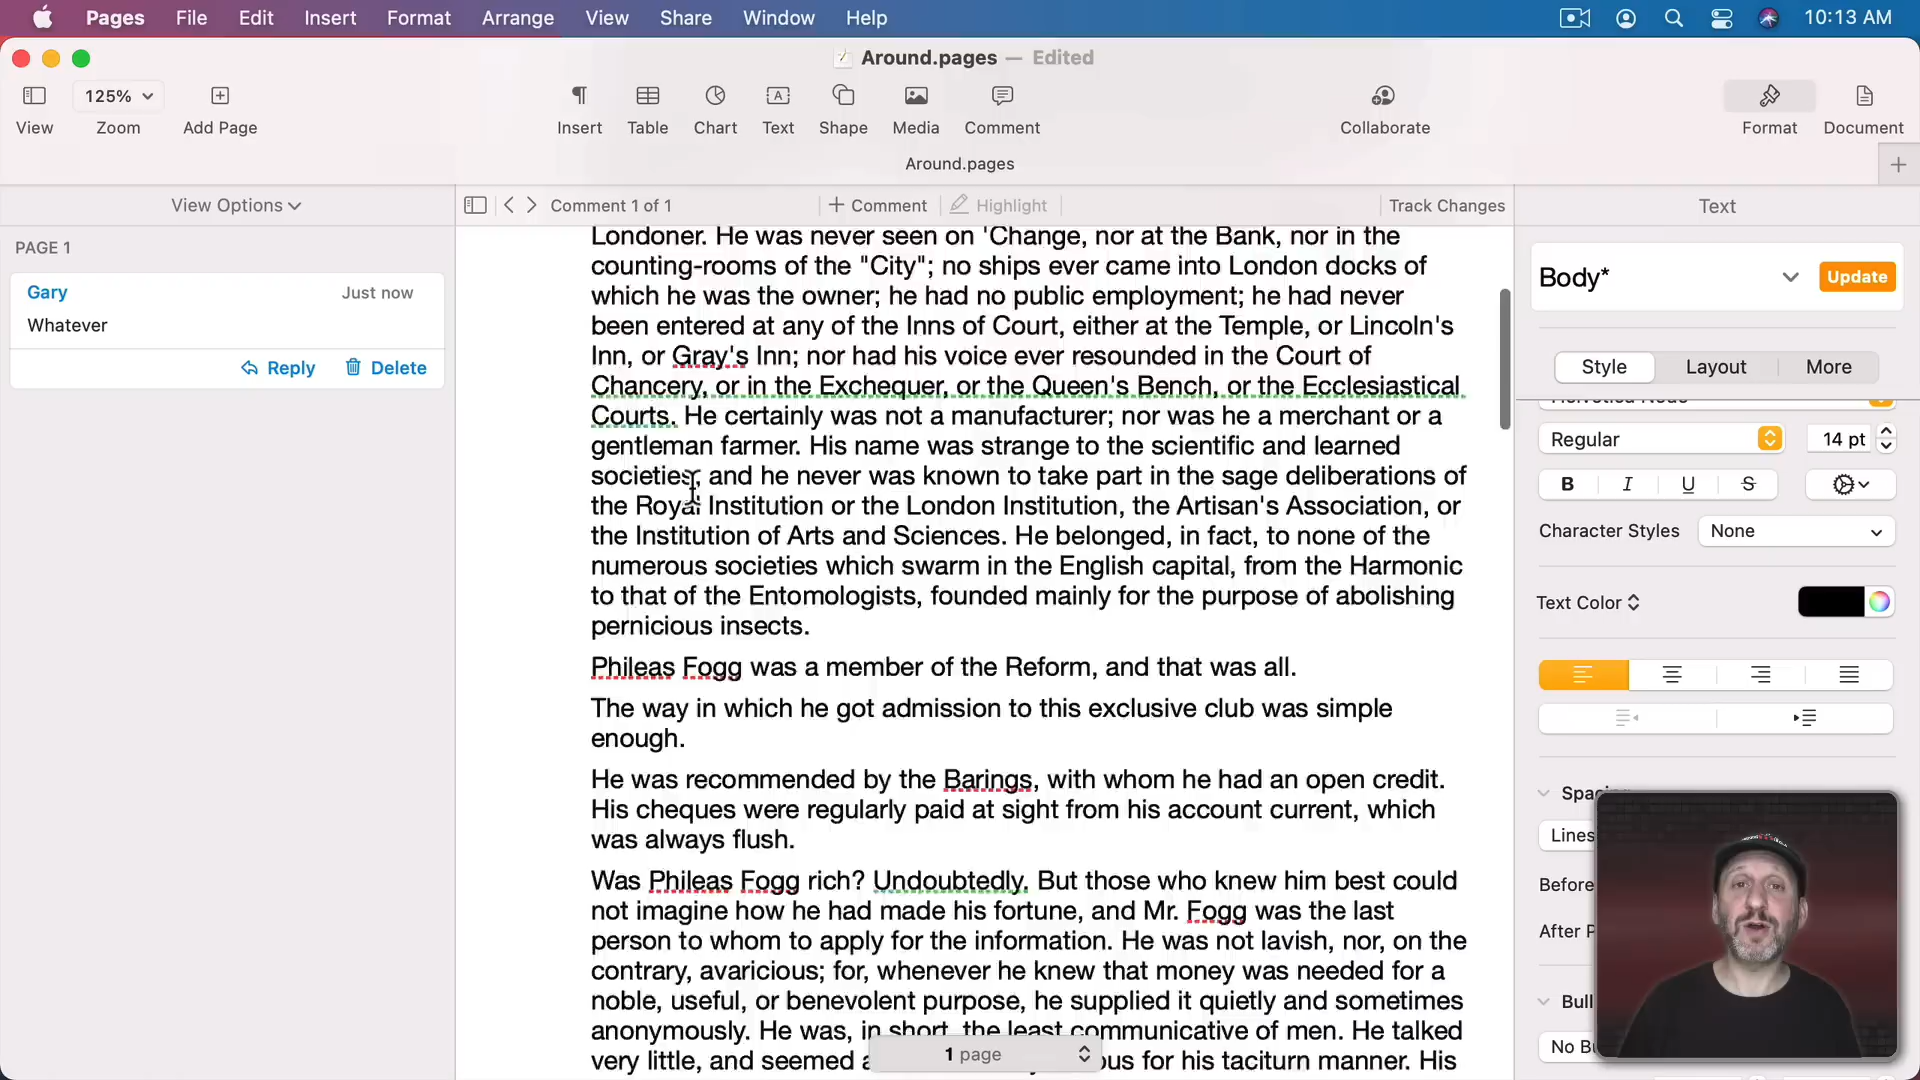 Pages File Edit Insert Format Arrange View Share Window Help 10:13 AM
Around.pages — Edited
125%
View Zoom Add Page Insert Table Chart Text Shape Media Comment Collaborate Format Document
Around.pages
View Options Comment 1 of 1 + Comment Highlight Track Changes Text
PAGE 1
Gary Just now
Whatever
Reply Delete
Londoner. He was never seen on 'Change, nor at the Bank, nor in the
counting-rooms of the "City"; no ships ever came into London docks of
which he was the owner; he had no public employment; he had never
been entered at any of the Inns of Court, either at the Temple, or Lincoln's
Inn, or Gray's Inn; nor had his voice ever resounded in the Court of
Chancery, or in the Exchequer, or the Queen's Bench, or the Ecclesiastical
Courts. He certainly was not a manufacturer; nor was he a merchant or a
gentleman farmer. His name was strange to the scientific and learned
societies, and he never was known to take part in the sage deliberations of
the Royal Institution or the London Institution, the Artisan's Association, or
the Institution of Arts and Sciences. He belonged, in fact, to none of the
numerous societies which swarm in the English capital, from the Harmonic
to that of the Entomologists, founded mainly for the purpose of abolishing
pernicious insects.
Phileas Fogg was a member of the Reform, and that was all.
The way in which he got admission to this exclusive club was simple
enough.
He was recommended by the Barings, with whom he had an open credit.
His cheques were regularly paid at sight from his account current, which
was always flush.
Was Phileas Fogg rich? Undoubtedly. But those who knew him best could
not imagine how he had made his fortune, and Mr. Fogg was the last
person to whom to apply for the information. He was not lavish, nor, on the
contrary, avaricious; for, whenever he knew that money was needed for a
noble, useful, or benevolent purpose, he supplied it quietly and sometimes
anonymously. He was, in short, the least communicative of men. He talked
very little, and seemed a ous for his taciturn manner. His
1 page
Body* Update
Style Layout More
Regular 14 pt
B I U S
Character Styles None
Text Color
Spacing
Lines
Before
After P
Bull
No Bu